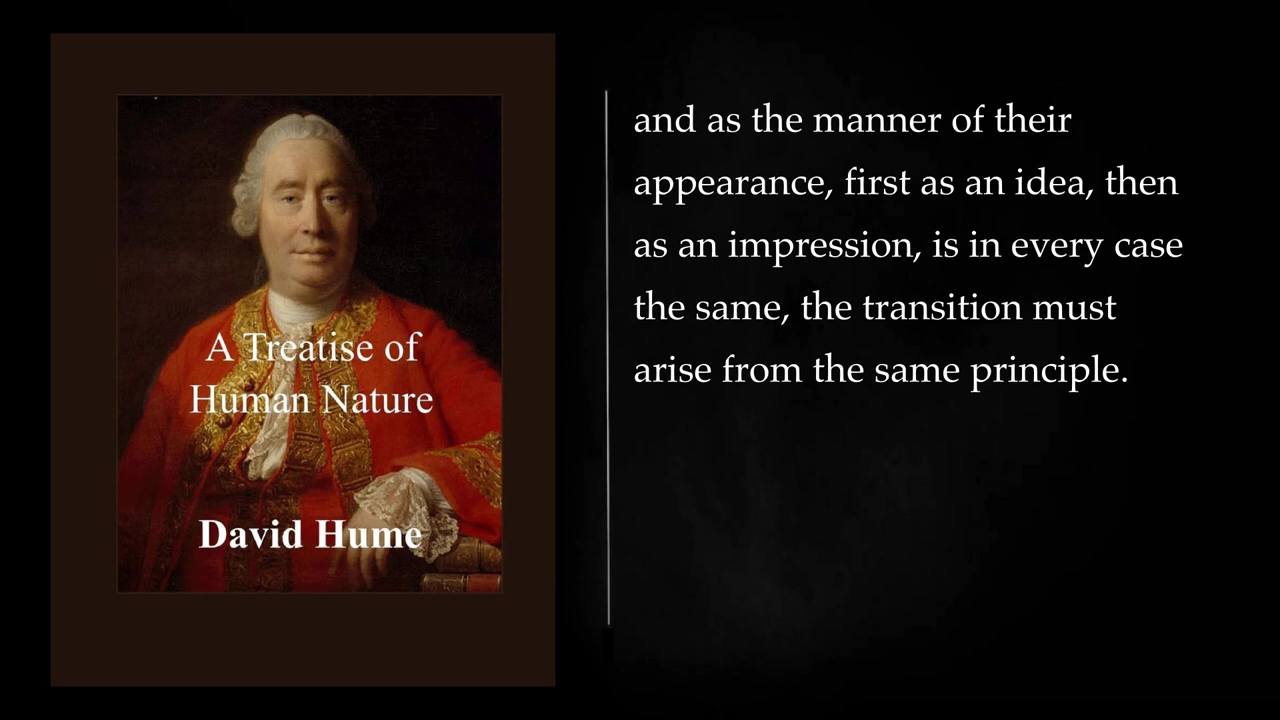 A Treatise of
Human Nature
David Hume
and as the manner of their
appearance, first as an idea, then
as an impression, is in every case
the same, the transition must
arise from the same principle.